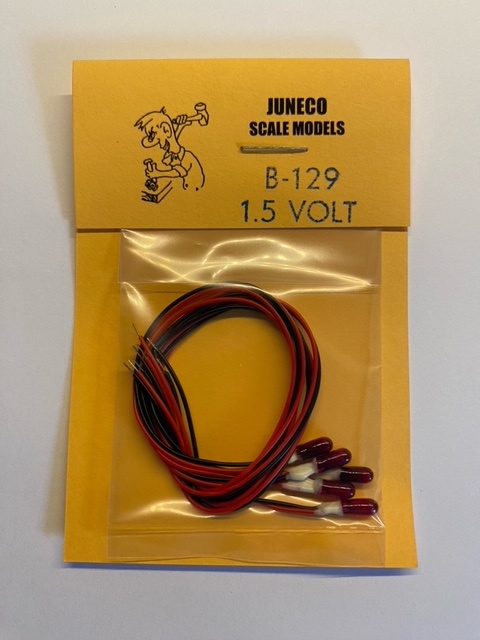 JUNECO
SCALE MODELS
B-129
1.5 VOLT